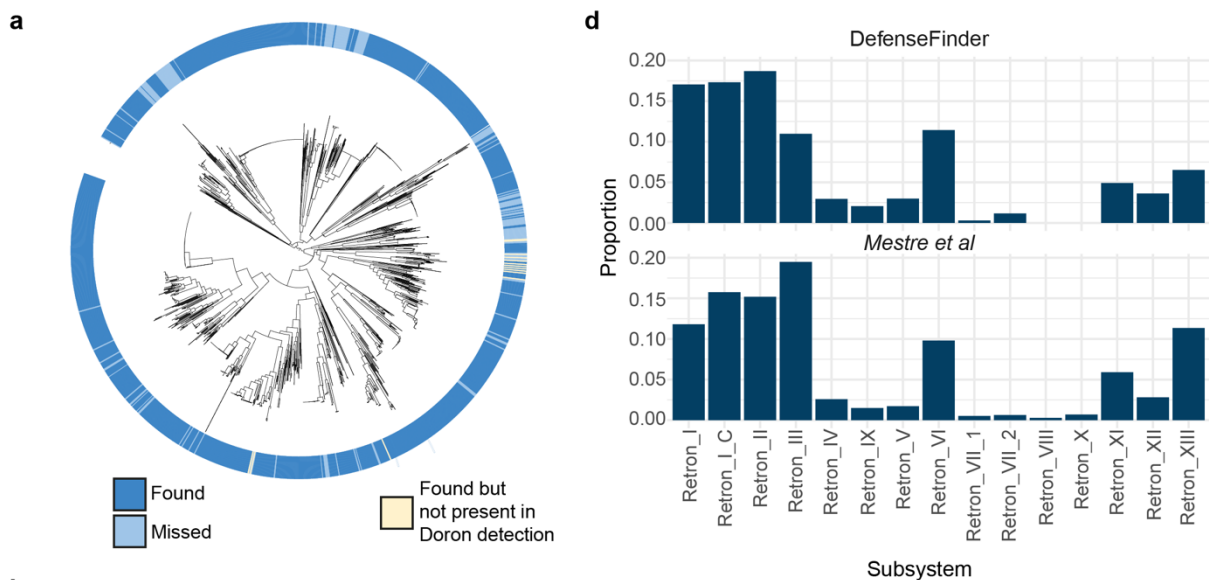 a
Found
Missed
Found but
not present in
Doron detection
d
DefenseFinder
Proportion
0.20
0.15
0.10
0.05
0.00
Mestre et al
0.20
0.15
0.10
0.05
0.00
Retron_I
Retron_I_C
Retron_II
Retron_III
Retron_IV
Retron_IX
Retron_V
Retron_VI
Retron_VII_1
Retron_VII_2
Retron_VIII
Retron_X
Retron_XI
Retron_XII
Retron_XIII
Subsystem